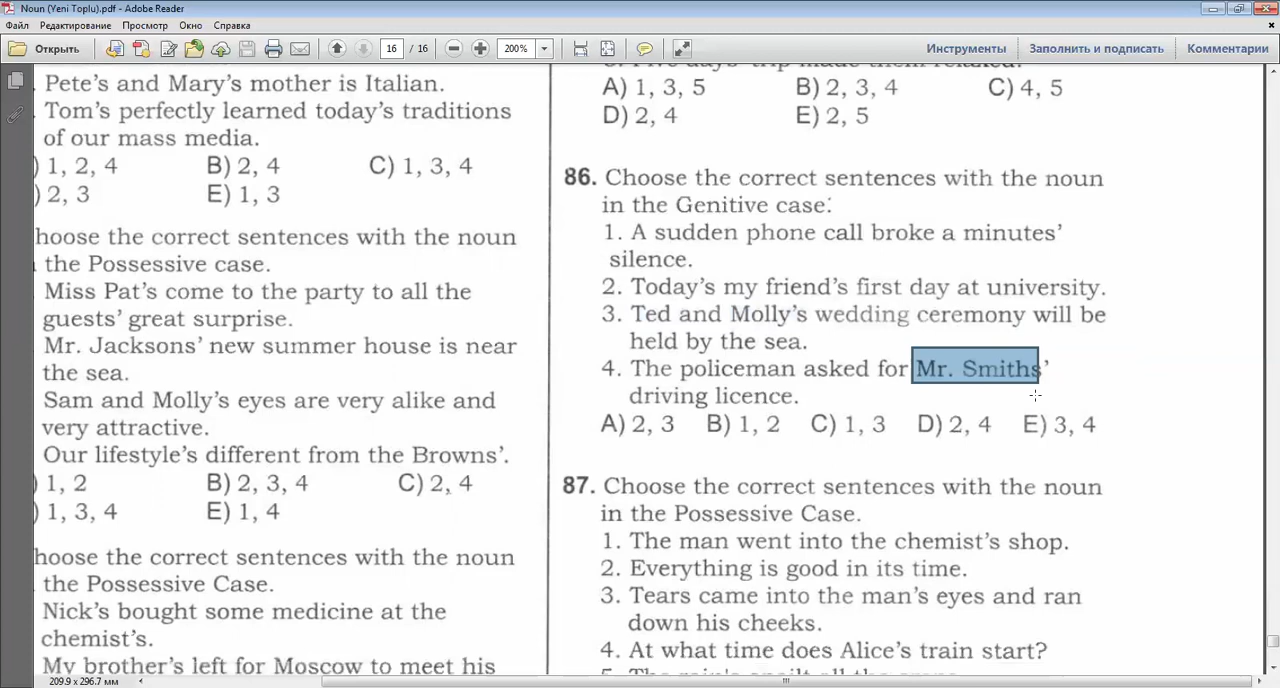 Noun (Yeni Toplu).pdf - Adobe Reader
Файл Редактирование Просмотр Окно Справка
Открыть 16 / 16 200% Инструменты Заполнить и подписать Комментарии
Pete's and Mary's mother is Italian.
Tom's perfectly learned today's traditions
of our mass media.
) 1, 2, 4 B) 2, 4 C) 1, 3, 4
) 2, 3 E) 1, 3
hoose the correct sentences with the noun
the Possessive case.
Miss Pat's come to the party to all the
guests' great surprise.
Mr. Jacksons' new summer house is near
the sea.
Sam and Molly's eyes are very alike and
very attractive.
Our lifestyle's different from the Browns'.
) 1, 2 B) 2, 3, 4 C) 2, 4
) 1, 3, 4 E) 1, 4
hoose the correct sentences with the noun
the Possessive Case.
Nick's bought some medicine at the
chemist's.
My brother's left for Moscow to meet his
days' trip made them relaxed.
A) 1, 3, 5 B) 2, 3, 4 C) 4, 5
D) 2, 4 E) 2, 5
86. Choose the correct sentences with the noun
in the Genitive case:
1. A sudden phone call broke a minutes'
silence.
2. Today's my friend's first day at university.
3. Ted and Molly's wedding ceremony will be
held by the sea.
4. The policeman asked for Mr. Smiths'
driving licence.
A) 2, 3 B) 1, 2 C) 1, 3 D) 2, 4 E) 3, 4
87. Choose the correct sentences with the noun
in the Possessive Case.
1. The man went into the chemist's shop.
2. Everything is good in its time.
3. Tears came into the man's eyes and ran
down his cheeks.
4. At what time does Alice's train start?
209.9 x 296.7 мм